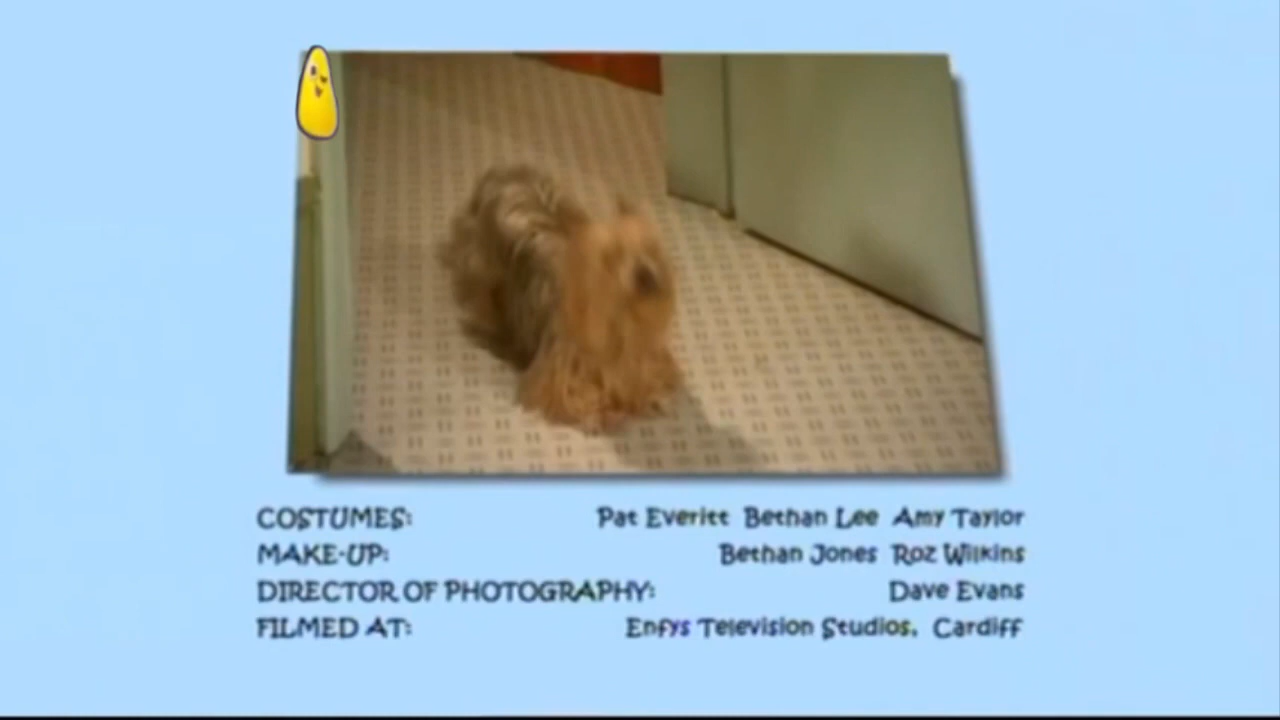 COSTUMES: Pat Everitt Bethan Lee Amy Taylor
MAKE-UP: Bethan Jones Roz Wilkins
DIRECTOR OF PHOTOGRAPHY: Dave Evans
FILMED AT: Enfys Television Studios, Cardiff